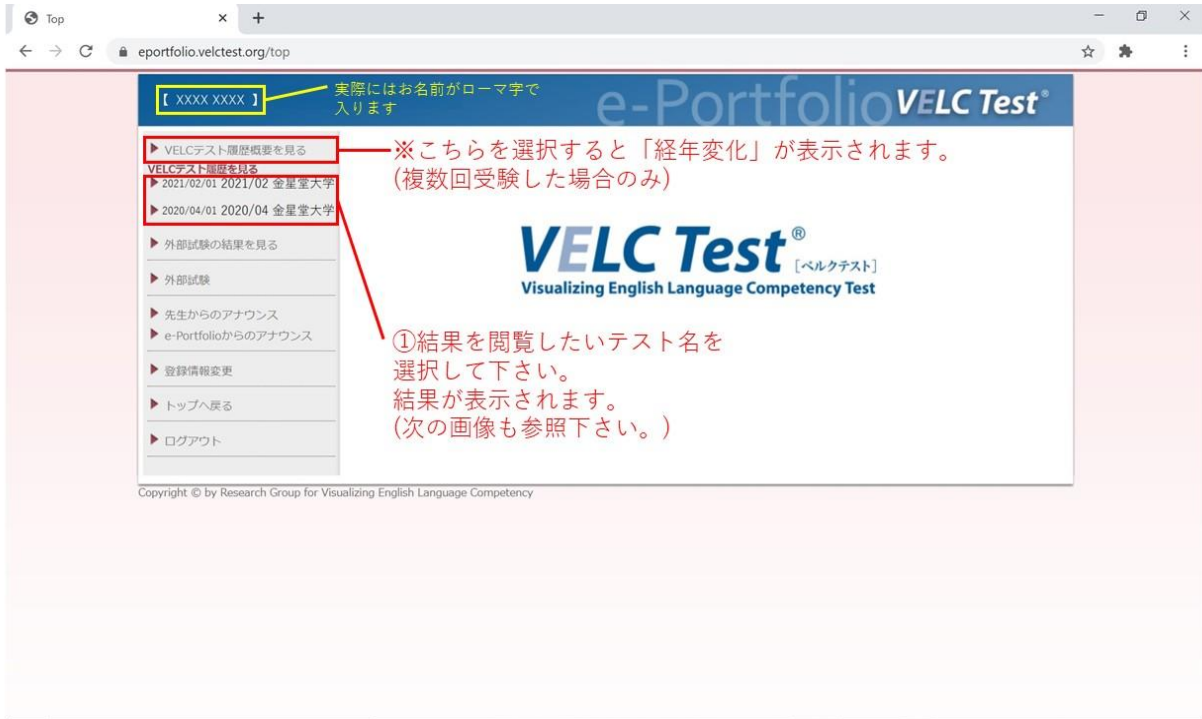 Top
eportfolio.velctest.org/top
【 XXXX XXXX 】
実際にはお名前がローマ字で
入ります
e-Portfolio VELC Test®
VELCテスト履歴概要を見る
※こちらを選択すると「経年変化」が表示されます。
(複数回受験した場合のみ)
VELCテスト履歴を見る
2021/02/01 2021/02 金星堂大学
2020/04/01 2020/04 金星堂大学
外部試験の結果を見る
外部試験
先生からのアナウンス
e-Portfolioからのアナウンス
登録情報変更
トップへ戻る
ログアウト
VELC Test®
[ベルクテスト]
Visualizing English Language Competency Test
①結果を閲覧したいテスト名を
選択して下さい。
結果が表示されます。
(次の画像も参照下さい。)
Copyright © by Research Group for Visualizing English Language Competency